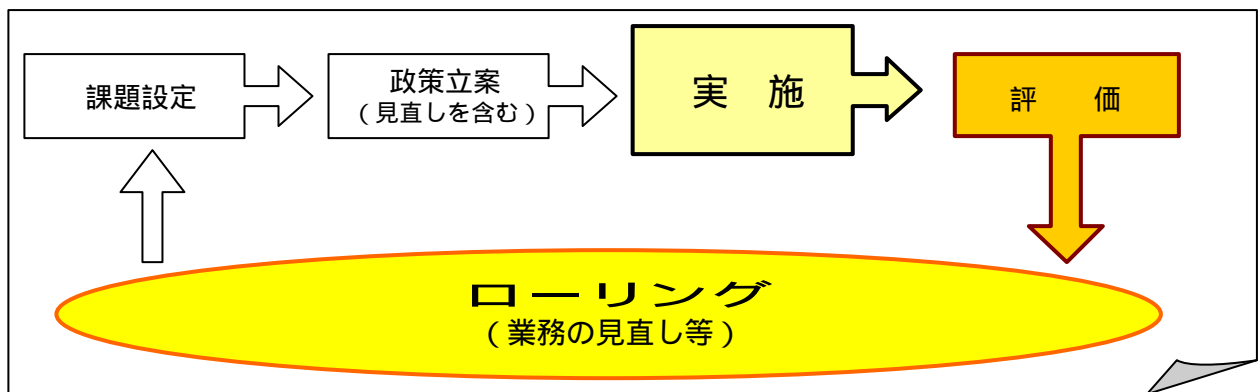 課題設定
政策立案
（見直しを含む）
実　施
評　価
ローリング
（業務の見直し等）